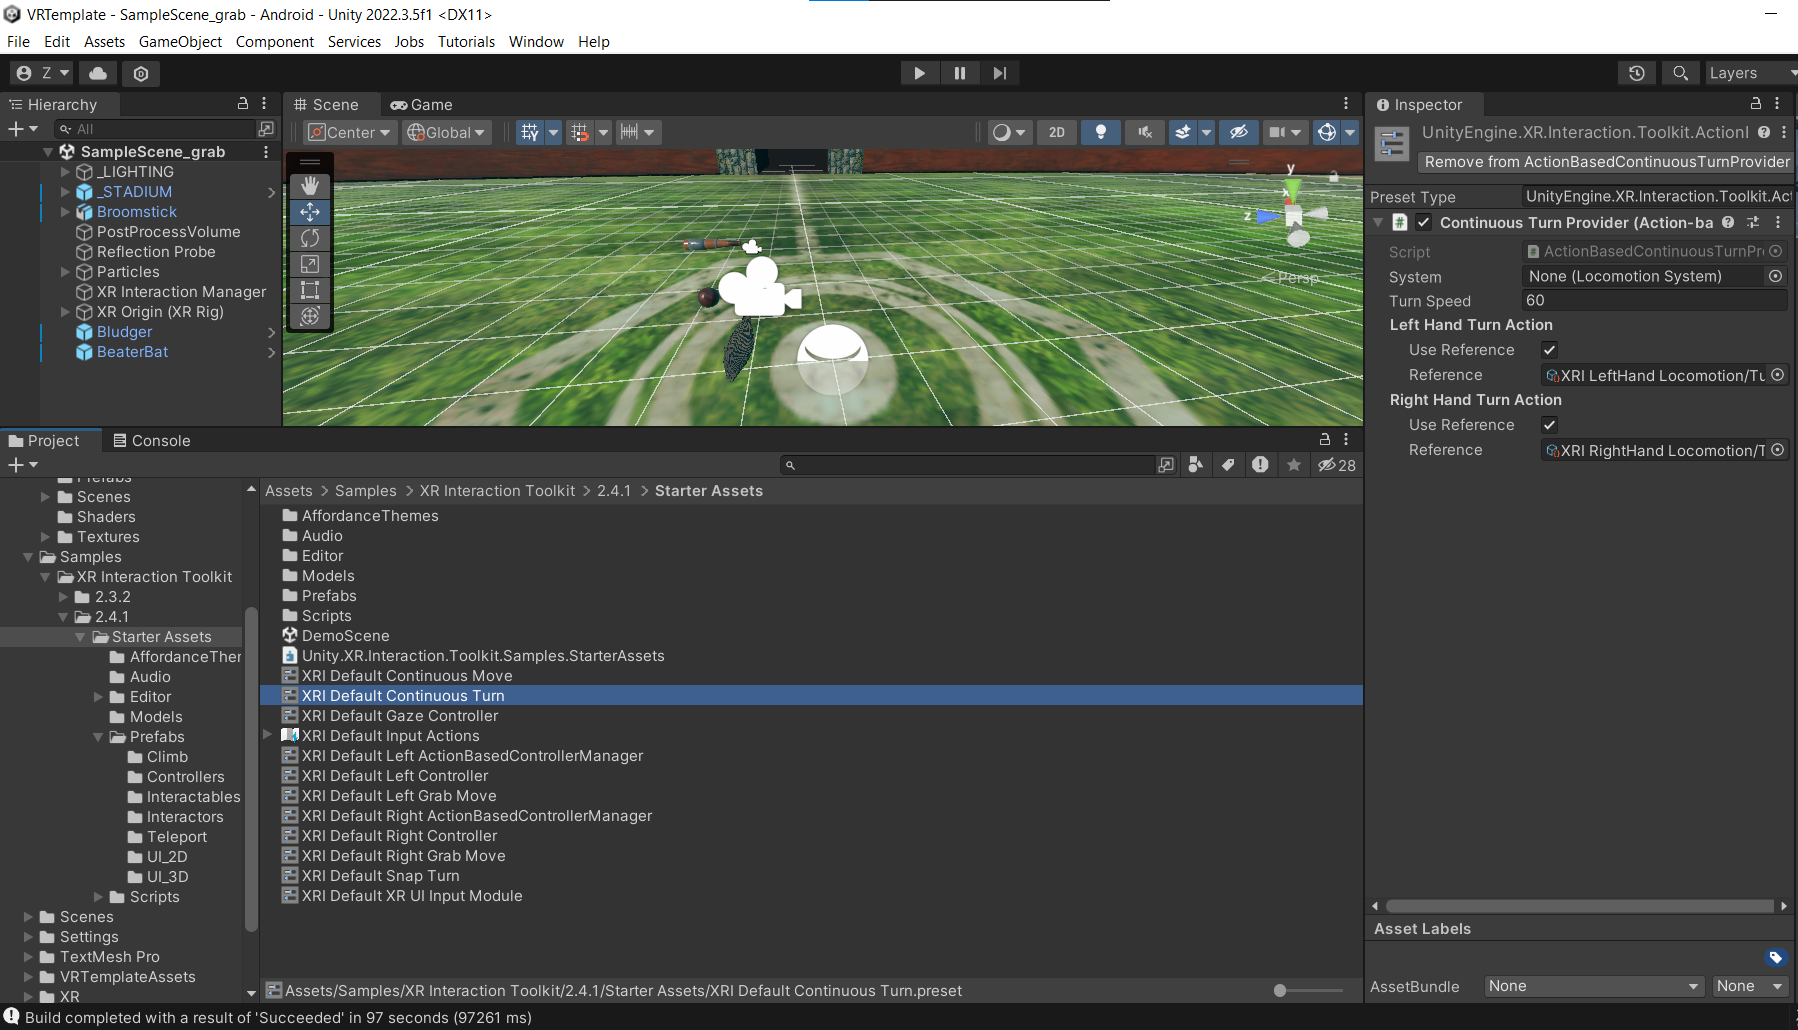 VRTemplate - SampleScene_grab - Android - Unity 2022.3.5f1 <DX11>
File Edit Assets GameObject Component Services Jobs Tutorials Window Help
Z Layers
Hierarchy
All
SampleScene_grab
_LIGHTING
_STADIUM
Broomstick
PostProcessVolume
Reflection Probe
Particles
XR Interaction Manager
XR Origin (XR Rig)
Bludger
BeaterBat
Scene Game
Center Global 2D
y
x
z
Persp
Inspector
UnityEngine.XR.Interaction.Toolkit.ActionI
Remove from ActionBasedContinuousTurnProvider
Preset Type UnityEngine.XR.Interaction.Toolkit.Act
# Continuous Turn Provider (Action-ba
Script ActionBasedContinuousTurnPr
System None (Locomotion System)
Turn Speed 60
Left Hand Turn Action
Use Reference
Reference XRI LeftHand Locomotion/Tu
Right Hand Turn Action
Use Reference
Reference XRI RightHand Locomotion/T
Asset Labels
AssetBundle None None
Project Console
28
Prefabs
Scenes
Shaders
Textures
Samples
XR Interaction Toolkit
2.3.2
2.4.1
Starter Assets
AffordanceTher
Audio
Editor
Models
Prefabs
Climb
Controllers
Interactables
Interactors
Teleport
UI_2D
UI_3D
Scripts
Scenes
Settings
TextMesh Pro
VRTemplateAssets
XR
Assets > Samples > XR Interaction Toolkit > 2.4.1 > Starter Assets
AffordanceThemes
Audio
Editor
Models
Prefabs
Scripts
DemoScene
Unity.XR.Interaction.Toolkit.Samples.StarterAssets
XRI Default Continuous Move
XRI Default Continuous Turn
XRI Default Gaze Controller
XRI Default Input Actions
XRI Default Left ActionBasedControllerManager
XRI Default Left Controller
XRI Default Left Grab Move
XRI Default Right ActionBasedControllerManager
XRI Default Right Controller
XRI Default Right Grab Move
XRI Default Snap Turn
XRI Default XR UI Input Module
Assets/Samples/XR Interaction Toolkit/2.4.1/Starter Assets/XRI Default Continuous Turn.preset
Build completed with a result of 'Succeeded' in 97 seconds (97261 ms)